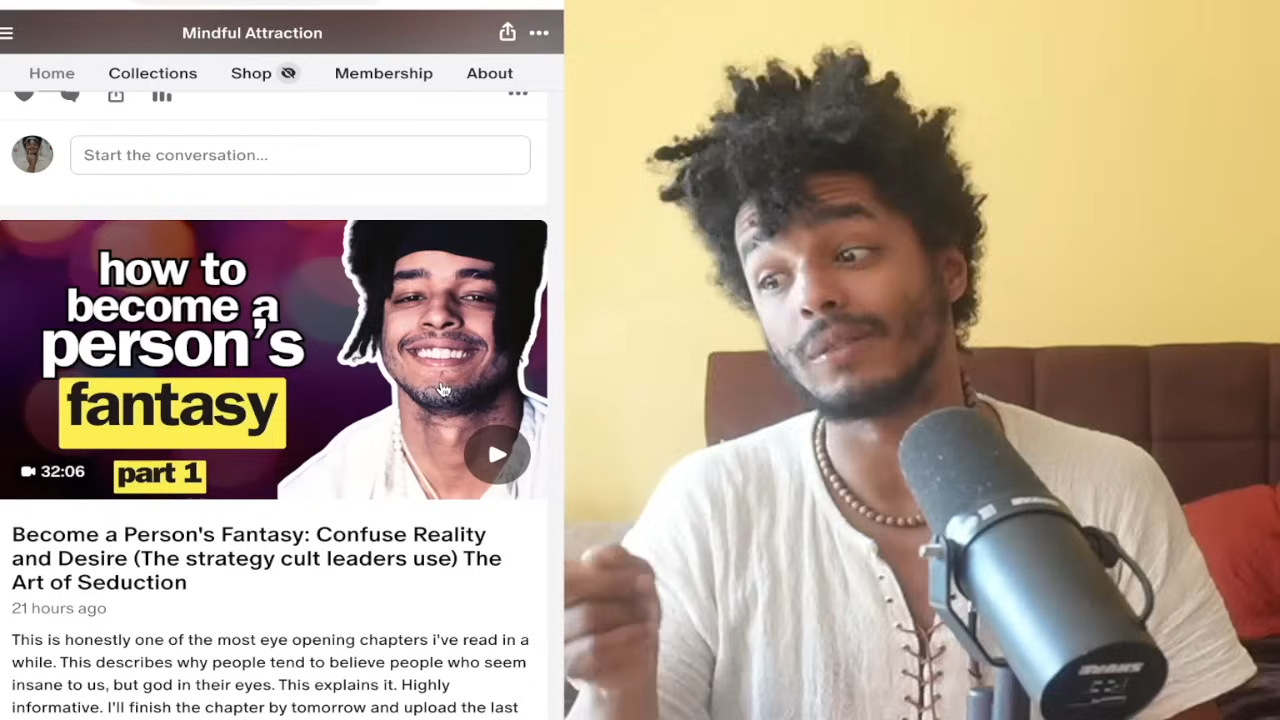 Mindful Attraction
Home Collections Shop Membership About
Start the conversation...
how to
become a
person's
fantasy
32:06
part 1
Become a Person's Fantasy: Confuse Reality
and Desire (The strategy cult leaders use) The
Art of Seduction
21 hours ago
This is honestly one of the most eye opening chapters i've read in a
while. This describes why people tend to believe people who seem
insane to us, but god in their eyes. This explains it. Highly
informative. I'll finish the chapter by tomorrow and upload the last